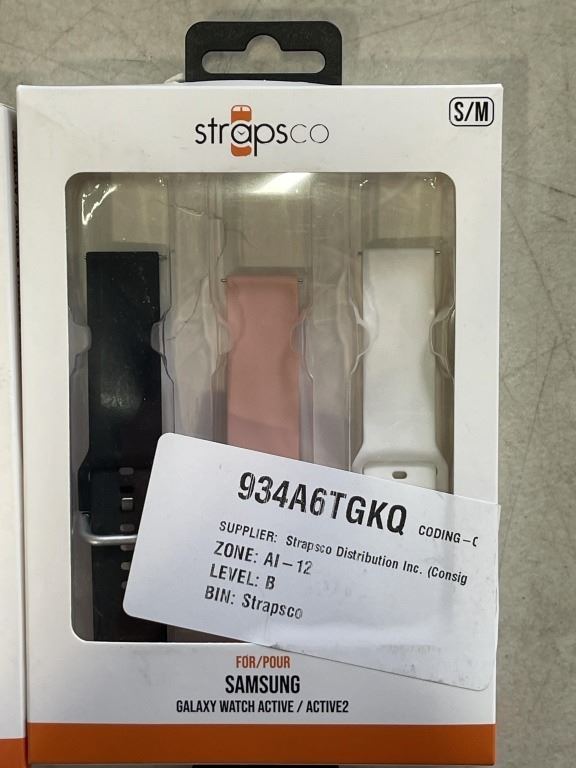 S/M
strapsco
934A6TGKQ CODING-
SUPPLIER: Strapsco Distribution Inc. (Consig
ZONE: AI-12
LEVEL: B
BIN: Strapsco
FOR/POUR
SAMSUNG
GALAXY WATCH ACTIVE / ACTIVE2